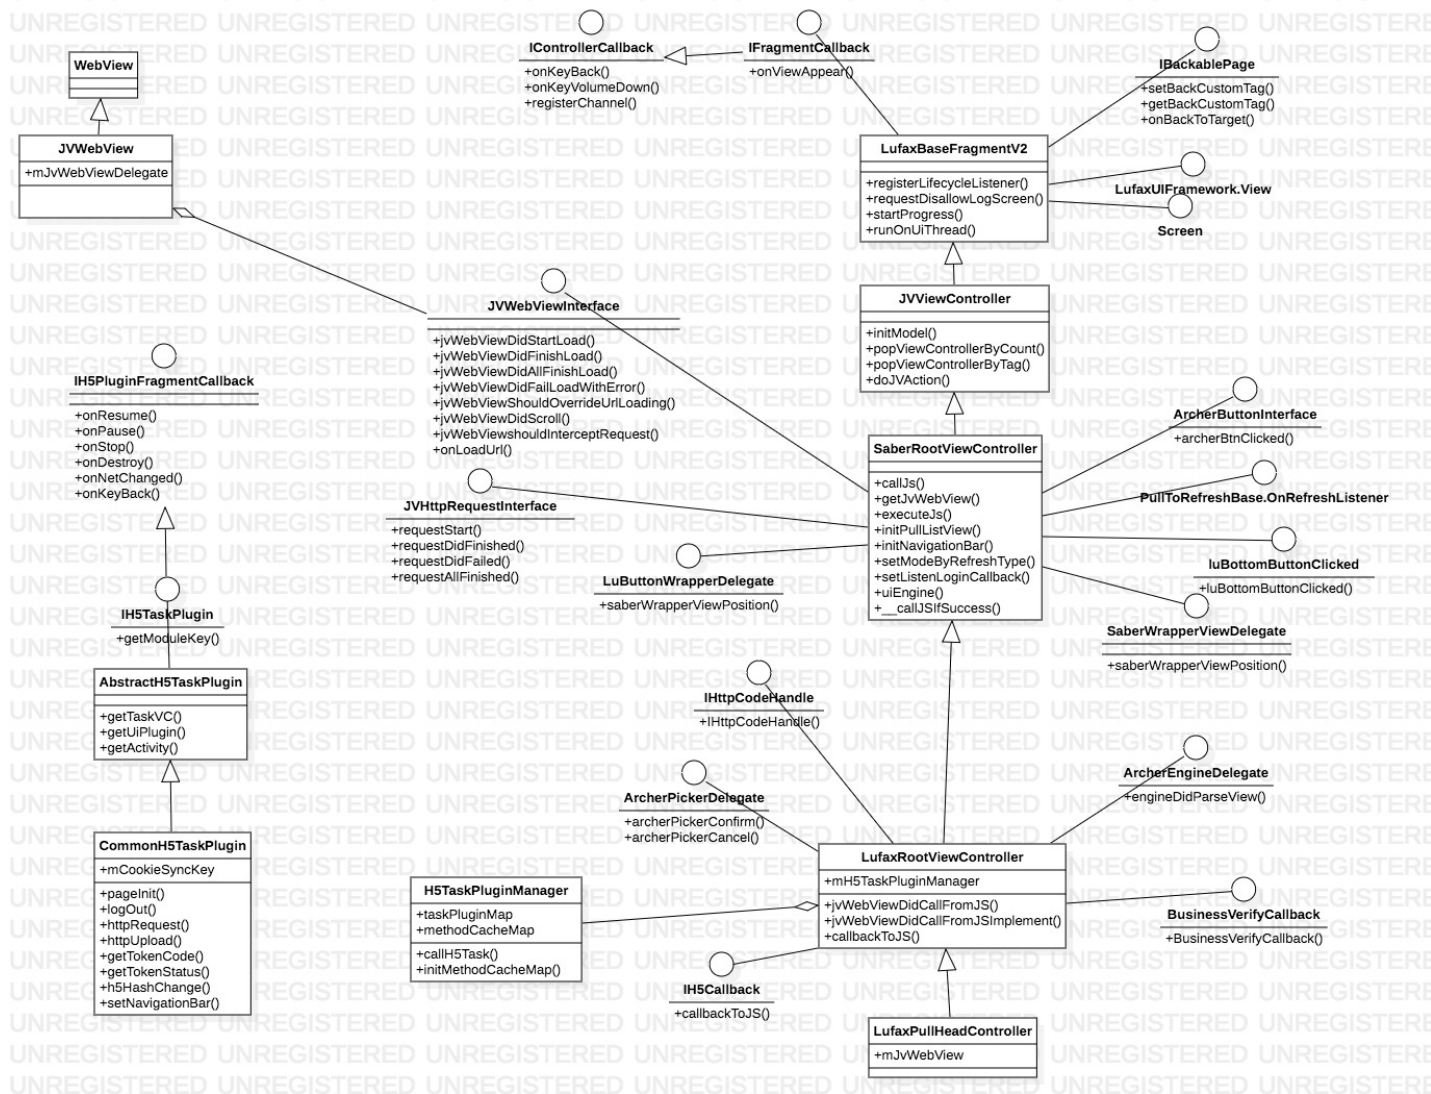 WebView
JVWebView
+mJvWebViewDelegate
IControllerCallback
+onKeyBack()
+onKeyVolumeDown()
+registerChannel()
IFragmentCallback
+onViewAppear()
IBackablePage
+setBackCustomTag()
+getBackCustomTag()
+onBackToTarget()
LufaxBaseFragmentV2
+registerLifecycleListener()
+requestDisallowLogScreen()
+startProgress()
+runOnUiThread()
LufaxUIFramework.View
Screen
JVWebViewInterface
+jvWebViewDidStartLoad()
+jvWebViewDidFinishLoad()
+jvWebViewDidAllFinishLoad()
+jvWebViewDidFailLoadWithError()
+jvWebViewShouldOverrideUrlLoading()
+jvWebViewDidScroll()
+jvWebViewshouldInterceptRequest()
+onLoadUrl()
JVViewController
+initModel()
+popViewControllerByCount()
+popViewControllerByTag()
+doJVAction()
IH5PluginFragmentCallback
+onResume()
+onPause()
+onStop()
+onDestroy()
+onNetChanged()
+onKeyBack()
SaberRootViewController
+callJs()
+getJvWebView()
+executeJs()
+initPullListView()
+initNavigationBar()
+setModeByRefreshType()
+setListenLoginCallback()
+uiEngine()
+__callJSIfSuccess()
ArcherButtonInterface
+archerBtnClicked()
PullToRefreshBase.OnRefreshListener
luBottomButtonClicked
+luBottomButtonClicked()
SaberWrapperViewDelegate
+saberWrapperViewPosition()
JVHttpRequestInterface
+requestStart()
+requestDidFinished()
+requestDidFailed()
+requestAllFinished()
LuButtonWrapperDelegate
+saberWrapperViewPosition()
IH5TaskPlugin
+getModuleKey()
AbstractH5TaskPlugin
+getTaskVC()
+getUiPlugin()
+getActivity()
IHttpCodeHandle
+IHttpCodeHandle()
ArcherPickerDelegate
+archerPickerConfirm()
+archerPickerCancel()
ArcherEngineDelegate
+engineDidParseView()
CommonH5TaskPlugin
+mCookieSyncKey
+pageInit()
+logOut()
+httpRequest()
+httpUpload()
+getTokenCode()
+getTokenStatus()
+h5HashChange()
+setNavigationBar()
H5TaskPluginManager
+taskPluginMap
+methodCacheMap
+callH5Task()
+initMethodCacheMap()
LufaxRootViewController
+mH5TaskPluginManager
+jvWebViewDidCallFromJS()
+jvWebViewDidCallFromJSImplement()
+callbackToJS()
BusinessVerifyCallback
+BusinessVerifyCallback()
IH5Callback
+callbackToJS()
LufaxPullHeadController
+mJvWebView